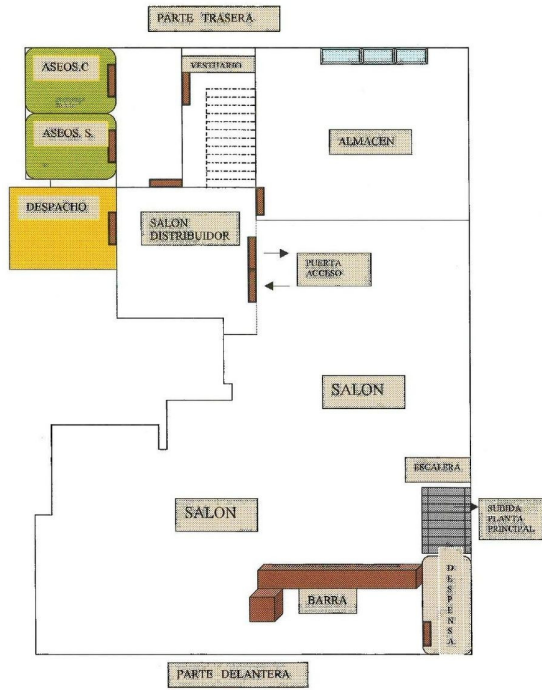 PARTE TRASERA
ASEOS.C
VESTUARIO
ASEOS. S.
ALMACEN
DESPACHO
SALON
DISTRIBUIDOR
PUERTA
ACCESO
SALON
ESCALERA
SALON
SUBIDA
PLANTA
PRINCIPAL
BARRA
DESPENSA
PARTE DELANTERA